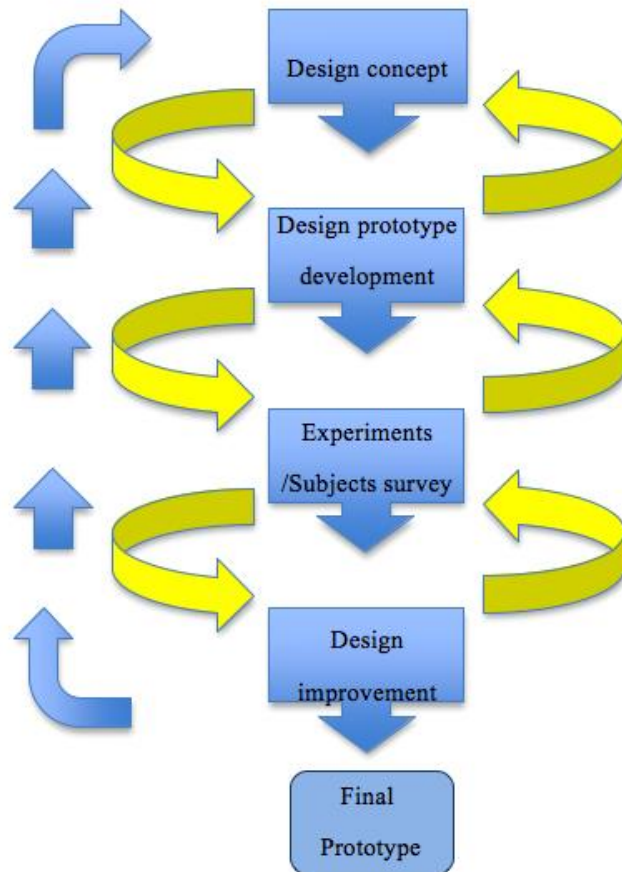 Design concept
Design prototype
development
Experiments
/Subjects survey
Design
improvement
Final
Prototype